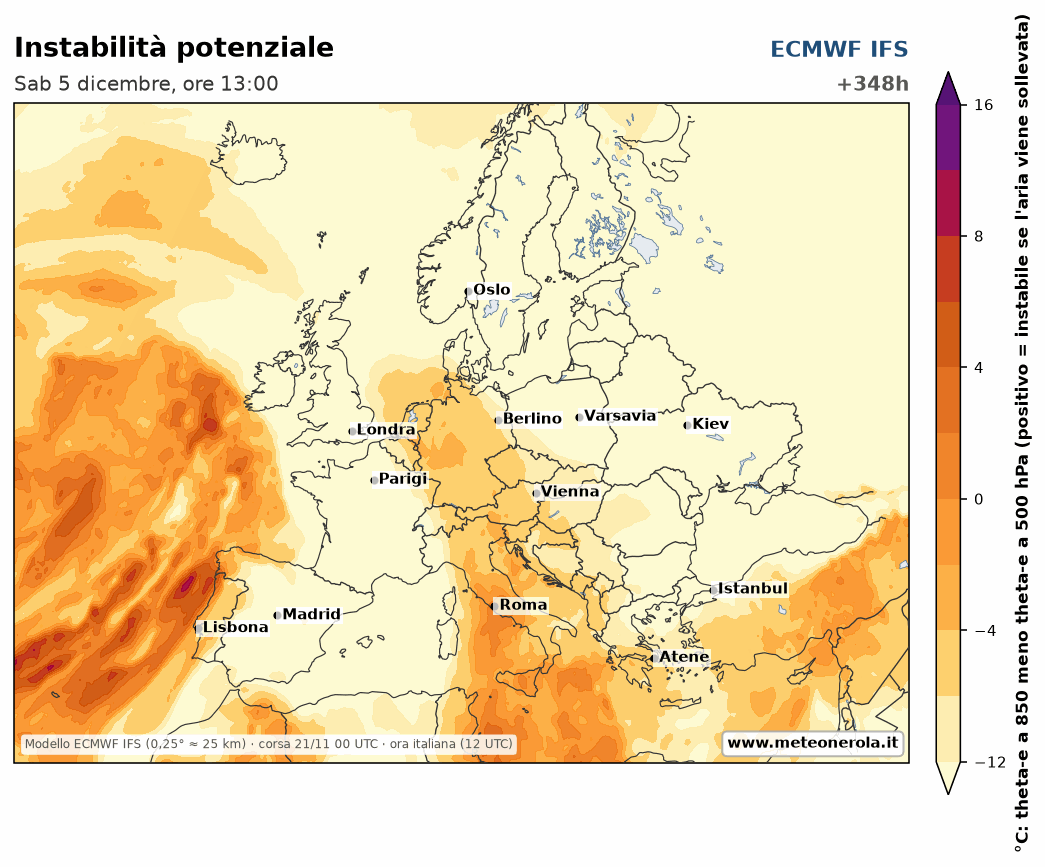 Instabilità potenziale
ECMWF IFS
Sab 5 dicembre, ore 13:00
+348h
Oslo
Berlino
Varsavia
Kiev
Londra
Parigi
Vienna
Istanbul
Roma
Madrid
Lisbona
Atene
Modello ECMWF IFS (0,25° ≈ 25 km) · corsa 21/11 00 UTC · ora italiana (12 UTC)
www.meteonerola.it
16
8
4
0
−4
−12
°C: theta-e a 850 meno theta-e a 500 hPa (positivo = instabile se l'aria viene sollevata)